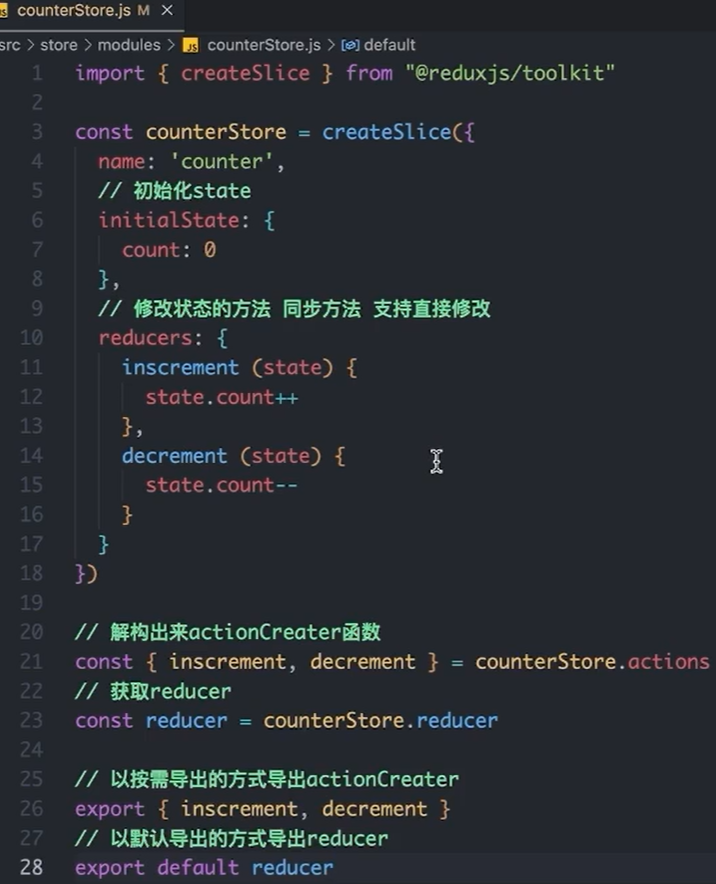 JS counterStore.js M ×
src > store > modules > JS counterStore.js > default
1 import { createSlice } from "@reduxjs/toolkit"
2
3 const counterStore = createSlice({
4   name: 'counter',
5   // 初始化state
6   initialState: {
7     count: 0
8   },
9   // 修改状态的方法 同步方法 支持直接修改
10   reducers: {
11     inscrement (state) {
12       state.count++
13     },
14     decrement (state) {
15       state.count--
16     }
17   }
18 })
19
20 // 解构出来actionCreater函数
21 const { inscrement, decrement } = counterStore.actions
22 // 获取reducer
23 const reducer = counterStore.reducer
24
25 // 以按需导出的方式导出actionCreater
26 export { inscrement, decrement }
27 // 以默认导出的方式导出reducer
28 export default reducer